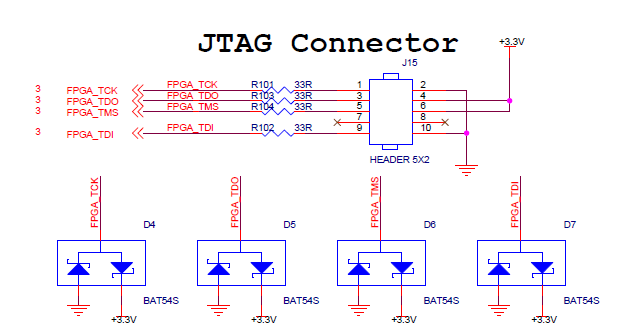 JTAG Connector
+3.3V
J15
3 FPGA_TCK FPGA_TCK R101 33R 1 2
3 FPGA_TDO FPGA_TDO R103 33R 3 4
3 FPGA_TMS FPGA_TMS R104 33R 5 6
7 8
3 FPGA_TDI FPGA_TDI R102 33R 9 10
HEADER 5X2
FPGA_TCK FPGA_TDO FPGA_TMS FPGA_TDI
D4 D5 D6 D7
BAT54S BAT54S BAT54S BAT54S
+3.3V +3.3V +3.3V +3.3V